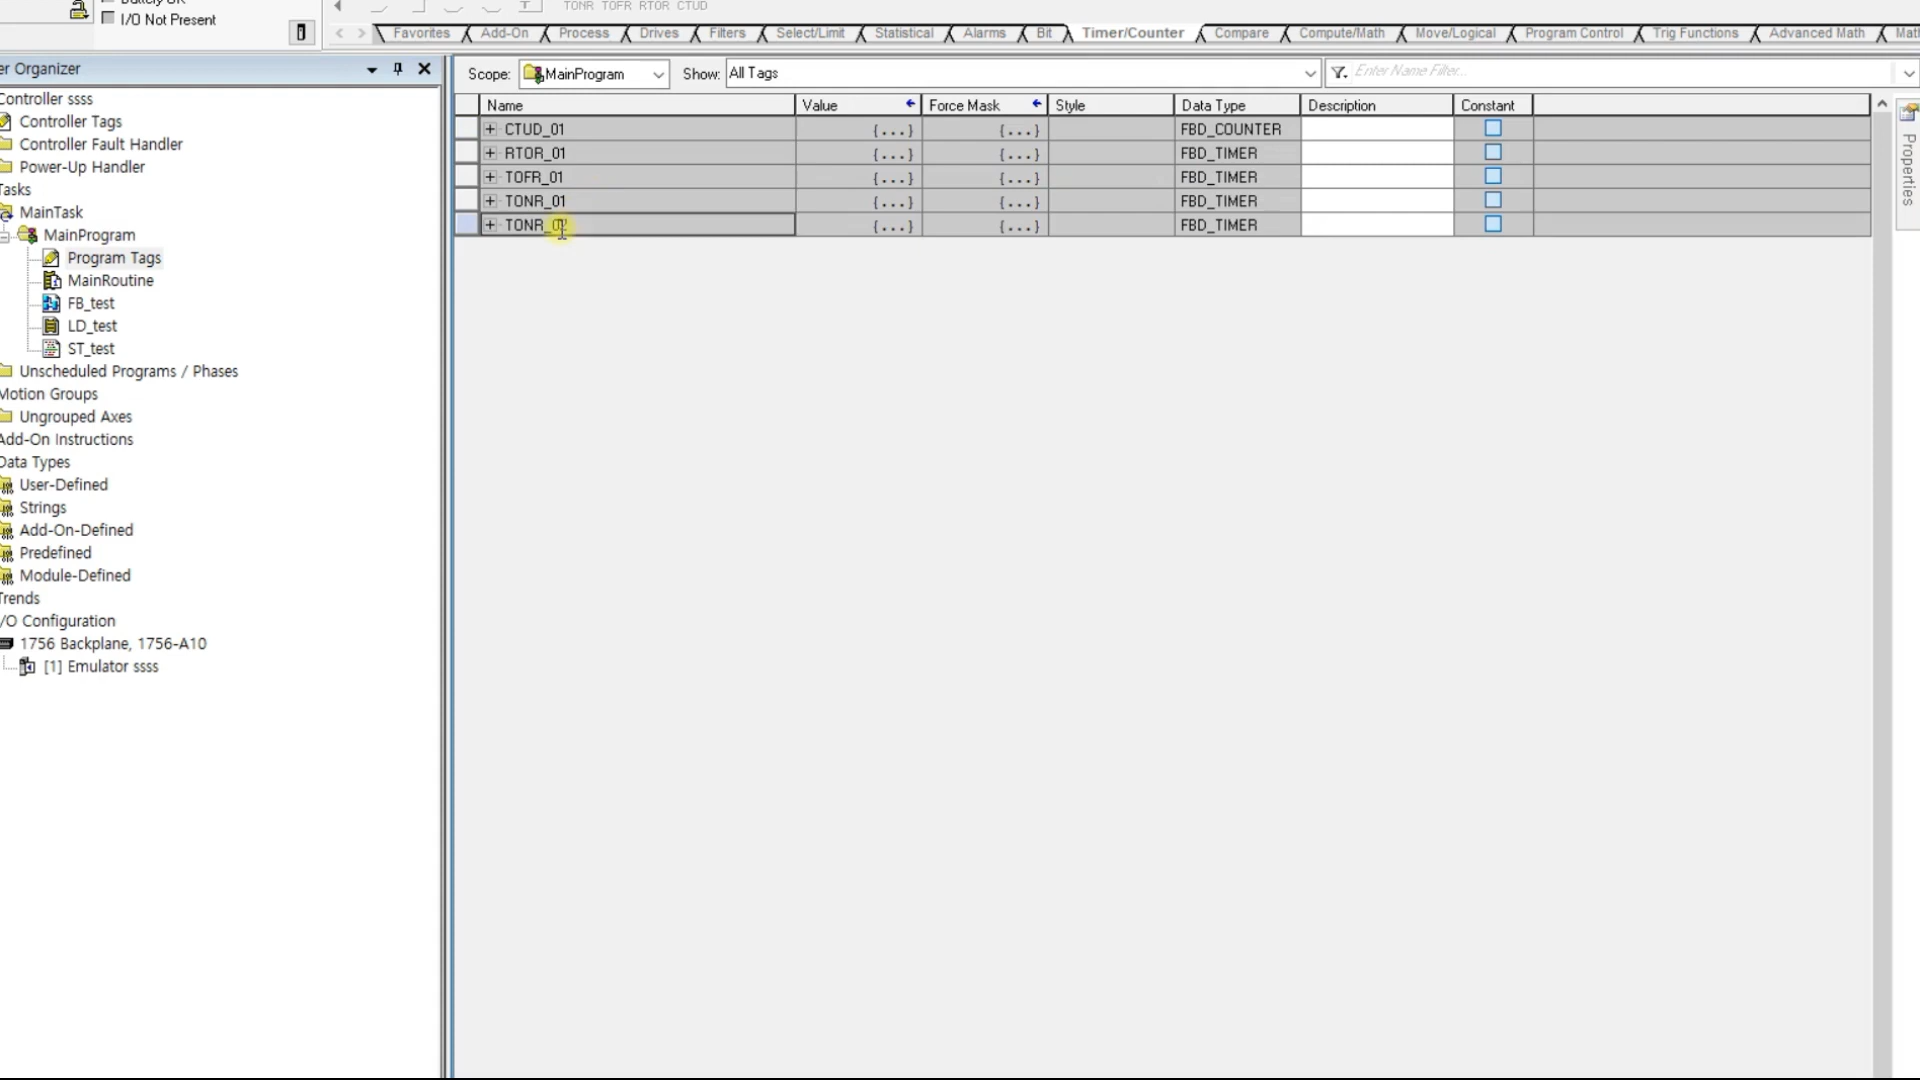 I/O Not Present
TONR TOFR RTOR CTUD
Favorites Add-On Process Drives Filters Select/Limit Statistical Alarms Bit Timer/Counter Compare Compute/Math Move/Logical Program Control Trig Functions Advanced Math Math
er Organizer
Scope: MainProgram Show: All Tags Enter Name Filter...
Name Value Force Mask Style Data Type Description Constant
CTUD_01 {...} {...} FBD_COUNTER
RTOR_01 {...} {...} FBD_TIMER
TOFR_01 {...} {...} FBD_TIMER
TONR_01 {...} {...} FBD_TIMER
TONR_02 {...} {...} FBD_TIMER
Properties
Controller ssss
Controller Tags
Controller Fault Handler
Power-Up Handler
Tasks
MainTask
MainProgram
Program Tags
MainRoutine
FB_test
LD_test
ST_test
Unscheduled Programs / Phases
Motion Groups
Ungrouped Axes
Add-On Instructions
Data Types
User-Defined
Strings
Add-On-Defined
Predefined
Module-Defined
Trends
I/O Configuration
1756 Backplane, 1756-A10
[1] Emulator ssss